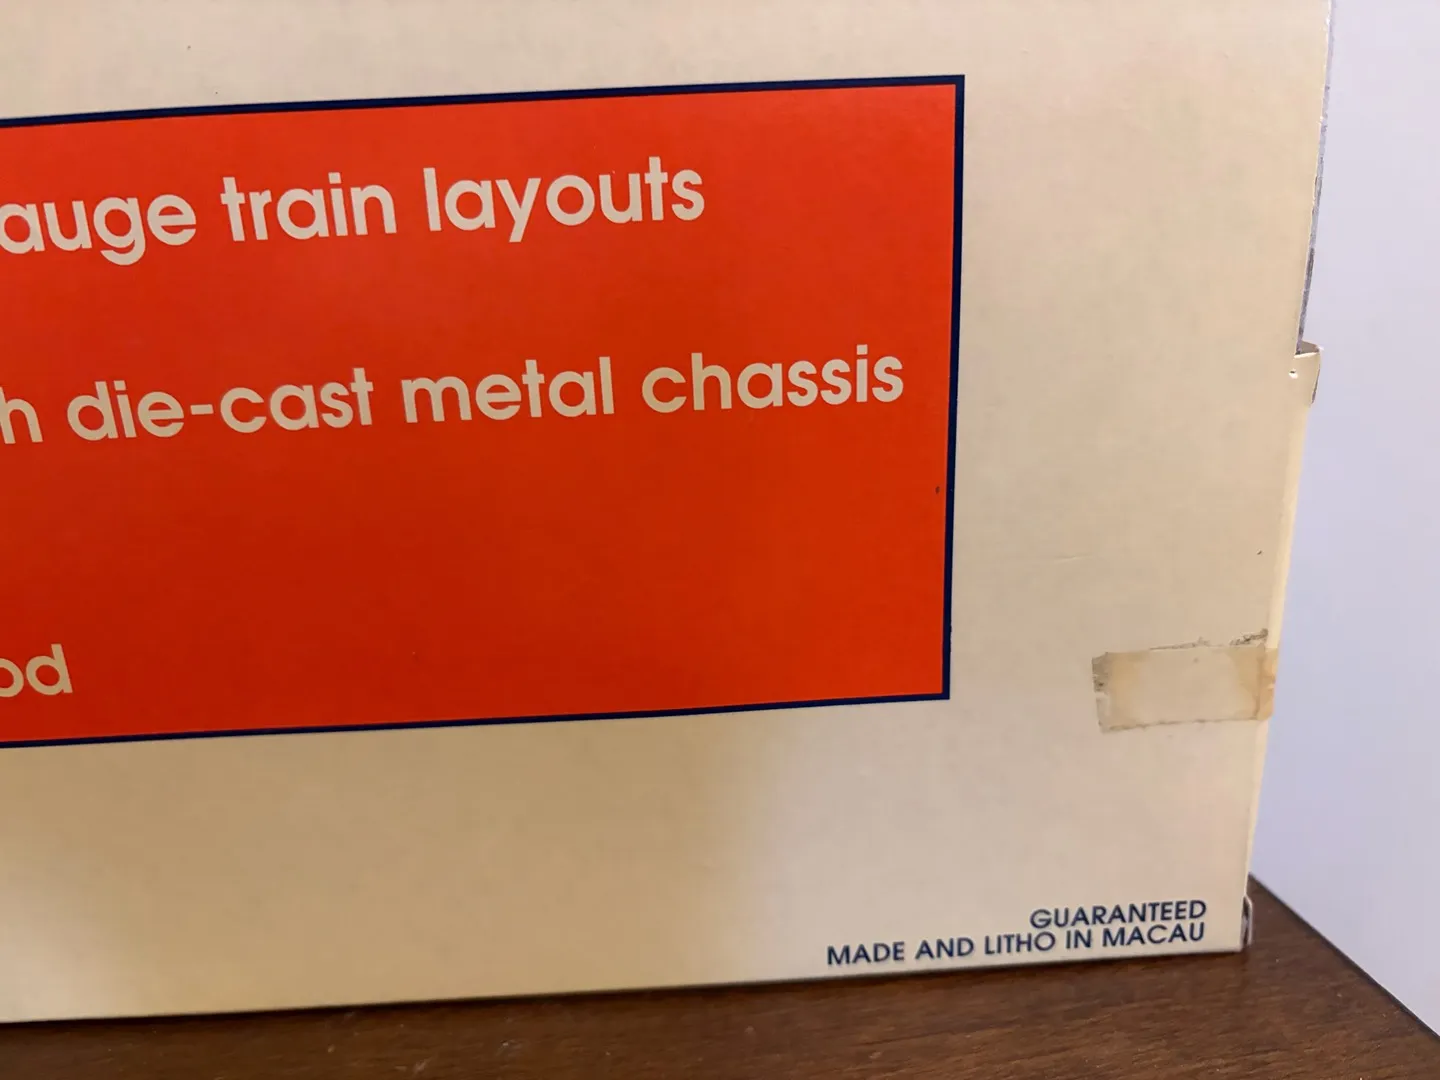 auge train layouts
h die-cast metal chassis
od
GUARANTEED
MADE AND LITHO IN MACAU